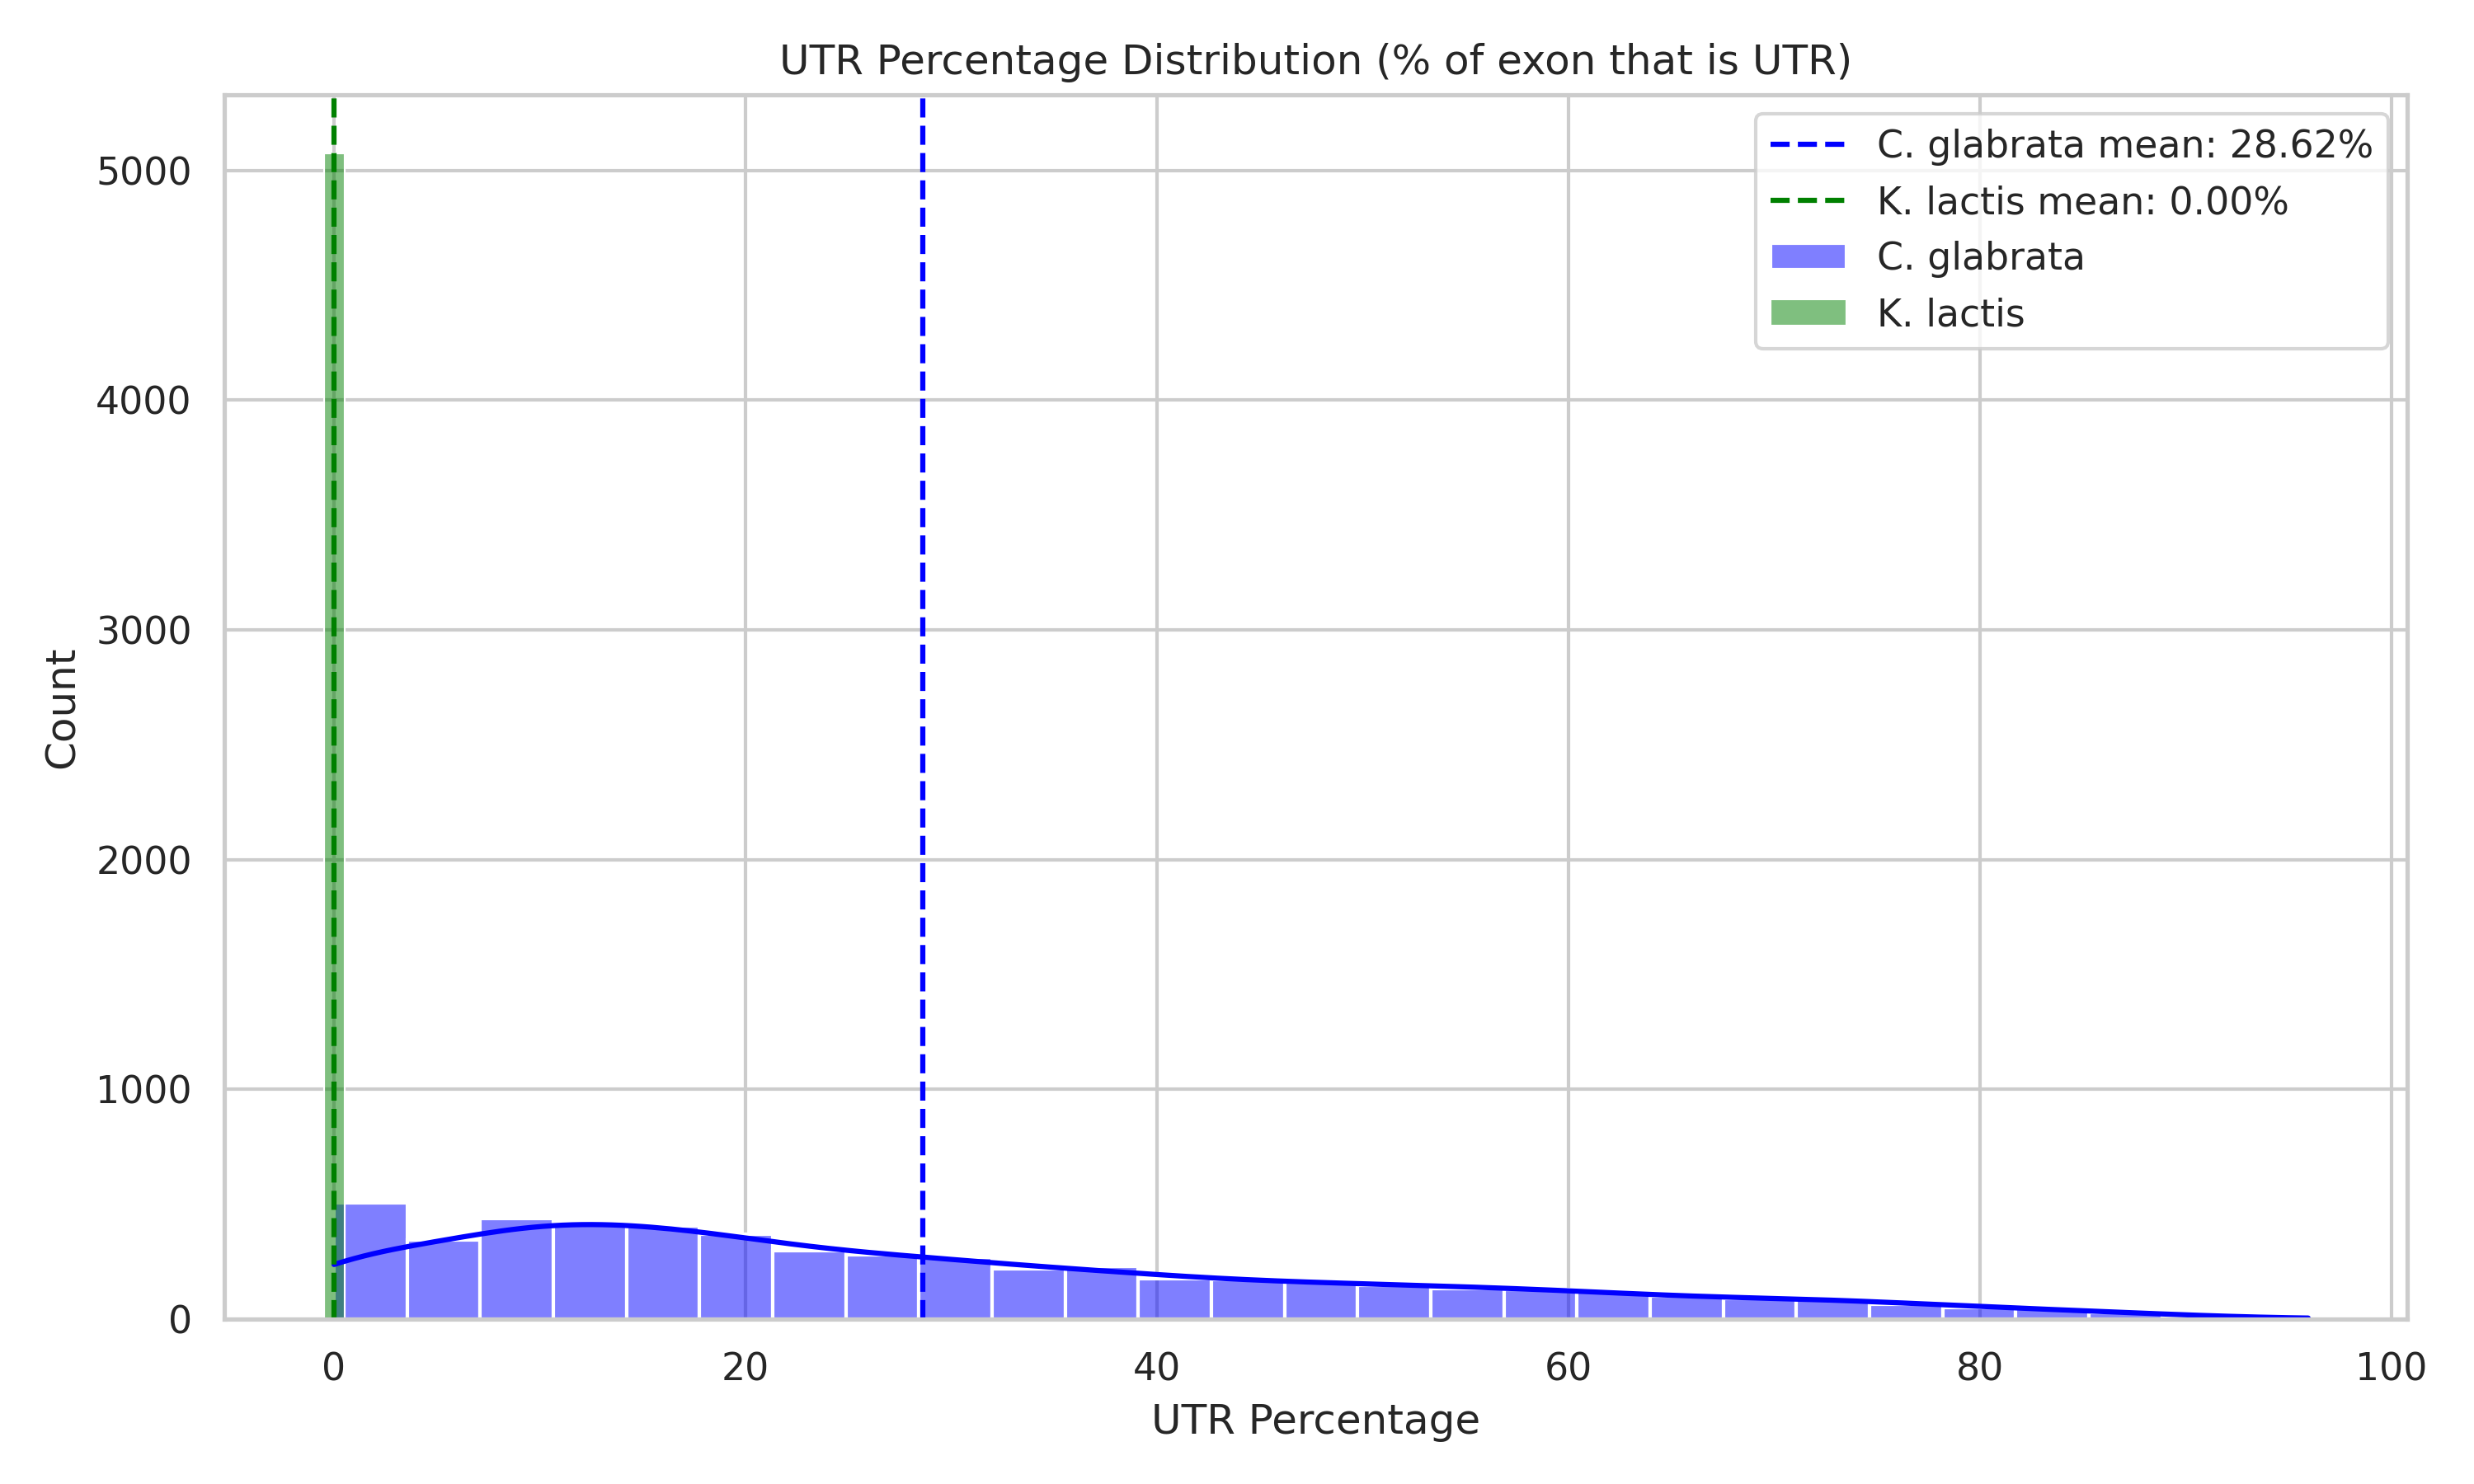 UTR Percentage Distribution (% of exon that is UTR)
C. glabrata mean: 28.62%
K. lactis mean: 0.00%
C. glabrata
K. lactis
Count
5000
4000
3000
2000
1000
0
0 20 40 60 80 100
UTR Percentage